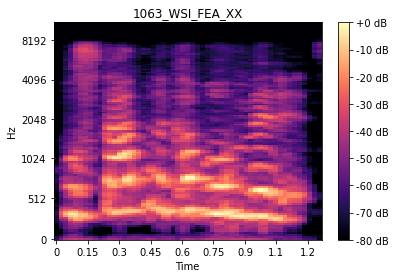 1063_WSI_FEA_XX
Hz
8192
4096
2048
1024
512
0
0 0.15 0.3 0.45 0.6 0.75 0.9 1.1 1.2
Time
+0 dB
-10 dB
-20 dB
-30 dB
-40 dB
-50 dB
-60 dB
-70 dB
-80 dB